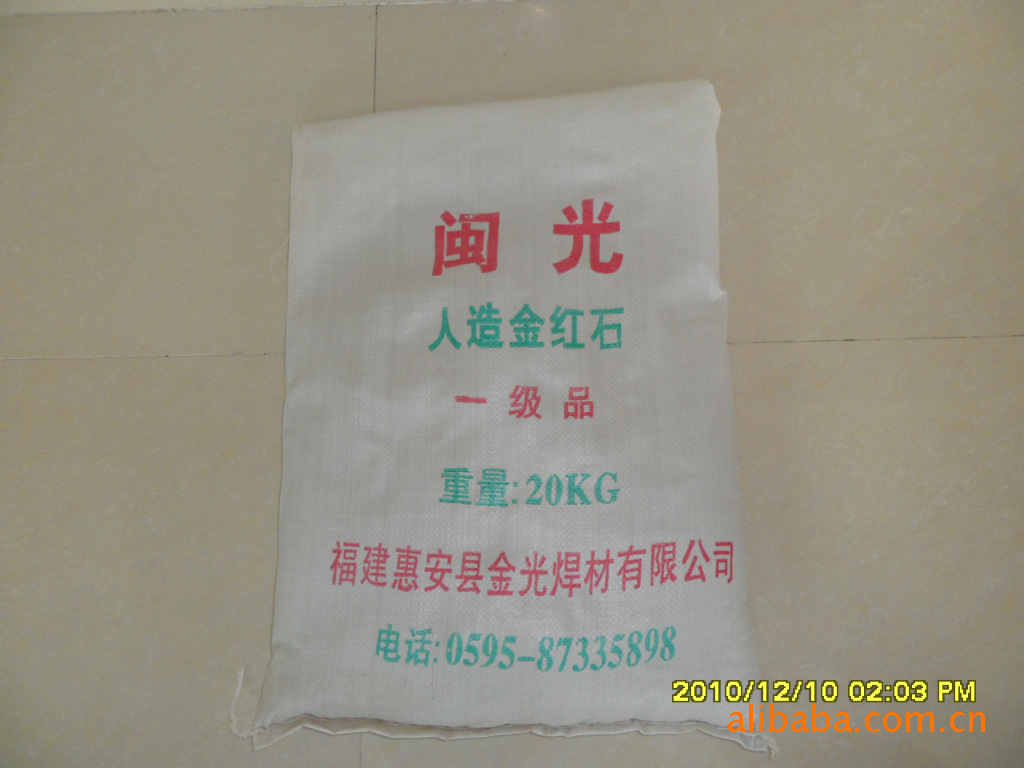 闽光
人造金红石
一级品
重量:20KG
福建惠安县金光焊材有限公司
电话:0595-87335898
2010/12/10 02:03 PM
alibaba.com.cn